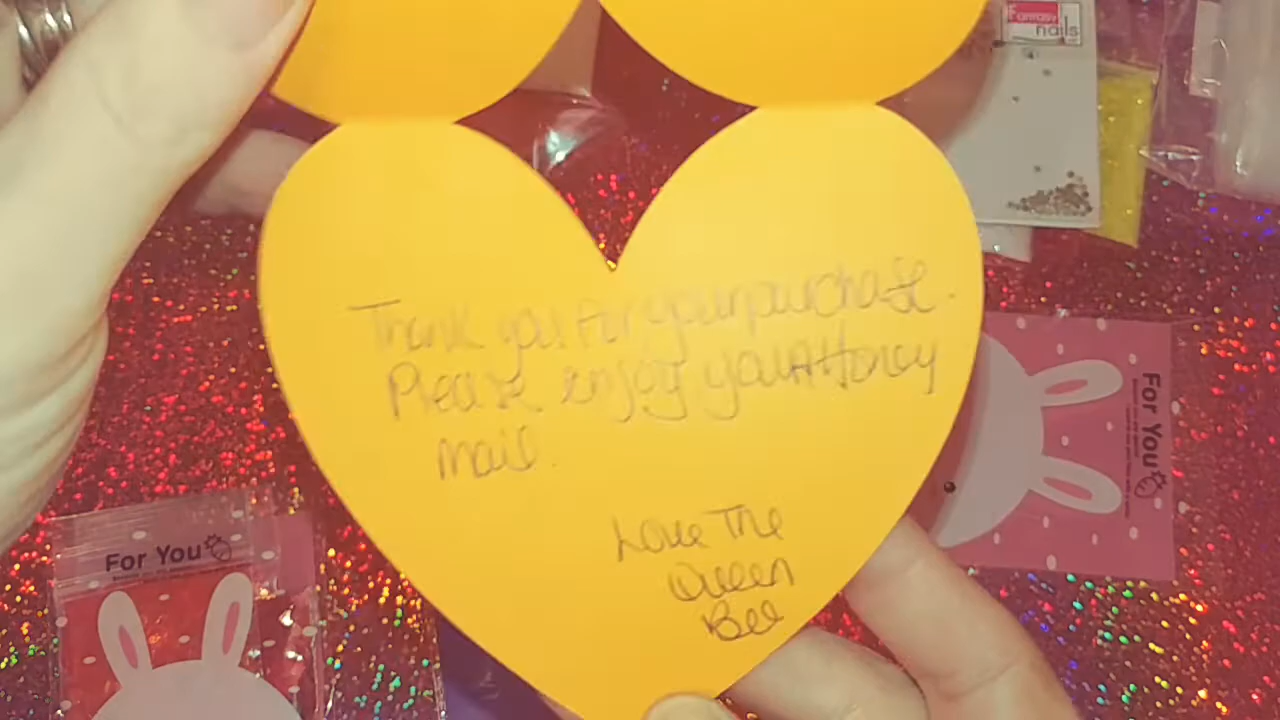 Fantasy
nails
Thank you for your purchase.
Please enjoy your Honey
Mail.
Love The
Queen
Bee
For You
For You